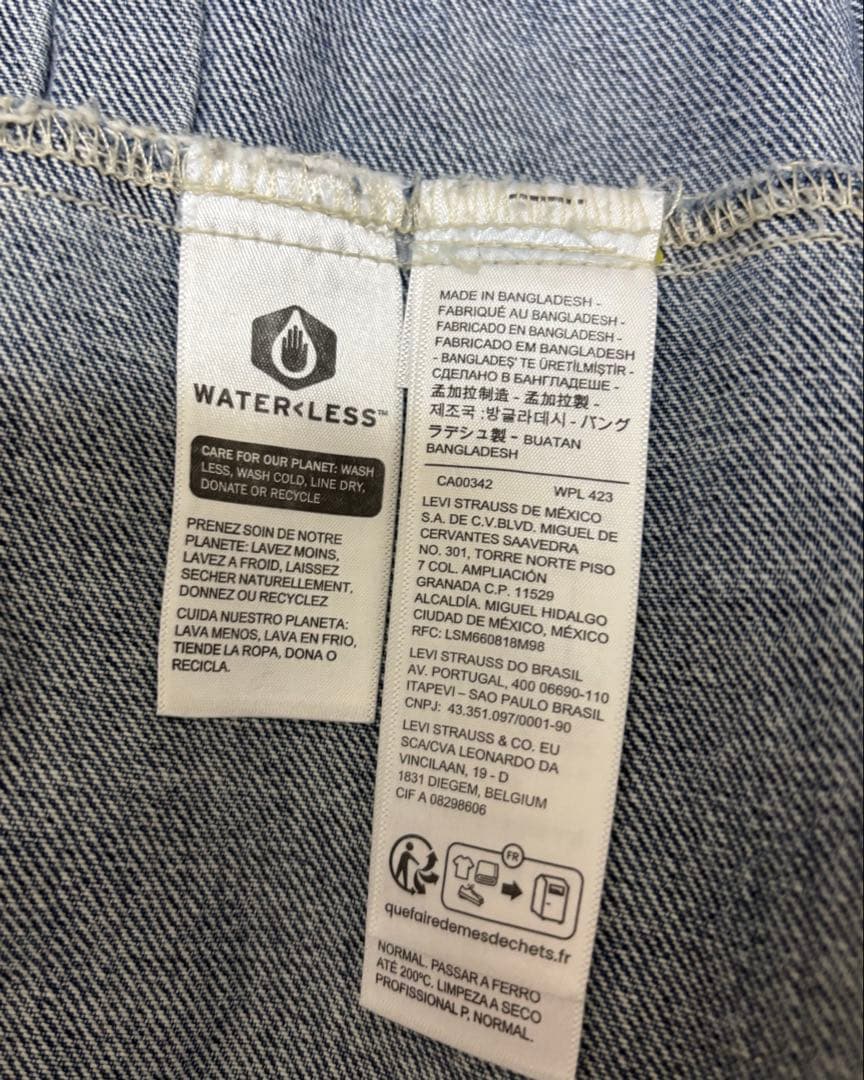 WATER<LESS™
CARE FOR OUR PLANET: WASH
LESS, WASH COLD, LINE DRY,
DONATE OR RECYCLE
PRENEZ SOIN DE NOTRE
PLANETE: LAVEZ MOINS,
LAVEZ A FROID, LAISSEZ
SECHER NATURELLEMENT,
DONNEZ OU RECYCLEZ
CUIDA NUESTRO PLANETA:
LAVA MENOS, LAVA EN FRIO,
TIENDE LA ROPA, DONA O
RECICLA.
MADE IN BANGLADESH -
FABRIQUÉ AU BANGLADESH -
FABRICADO EN BANGLADESH -
FABRICADO EM BANGLADESH
- BANGLADEŞ' TE ÜRETİLMİŞTİR -
СДЕЛАНО В БАНГЛАДЕШЕ -
孟加拉制造 - 孟加拉製 -
제조국 :방글라데시 - バング
ラデシュ製 - BUATAN
BANGLADESH
CA00342 WPL 423
LEVI STRAUSS DE MÉXICO
S.A. DE C.V.BLVD. MIGUEL DE
CERVANTES SAAVEDRA
NO. 301, TORRE NORTE PISO
7 COL. AMPLIACIÓN
GRANADA C.P. 11529
ALCALDÍA. MIGUEL HIDALGO
CIUDAD DE MÉXICO, MÉXICO
RFC: LSM660818M98
LEVI STRAUSS DO BRASIL
AV. PORTUGAL, 400 06690-110
ITAPEVI – SAO PAULO BRASIL
CNPJ: 43.351.097/0001-90
LEVI STRAUSS & CO. EU
SCA/CVA LEONARDO DA
VINCILAAN, 19 - D
1831 DIEGEM, BELGIUM
CIF A 08298606
FR
quefairedemesdechets.fr
NORMAL. PASSAR A FERRO
ATÉ 200ºC. LIMPEZA A SECO
PROFISSIONAL P. NORMAL.